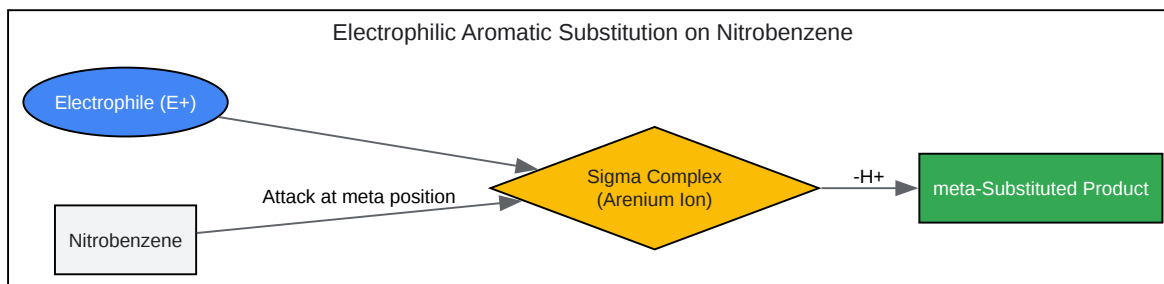 Electrophilic Aromatic Substitution on Nitrobenzene
Electrophile (E+)
Nitrobenzene
Attack at meta position
Sigma Complex
(Arenium Ion)
-H+
meta-Substituted Product